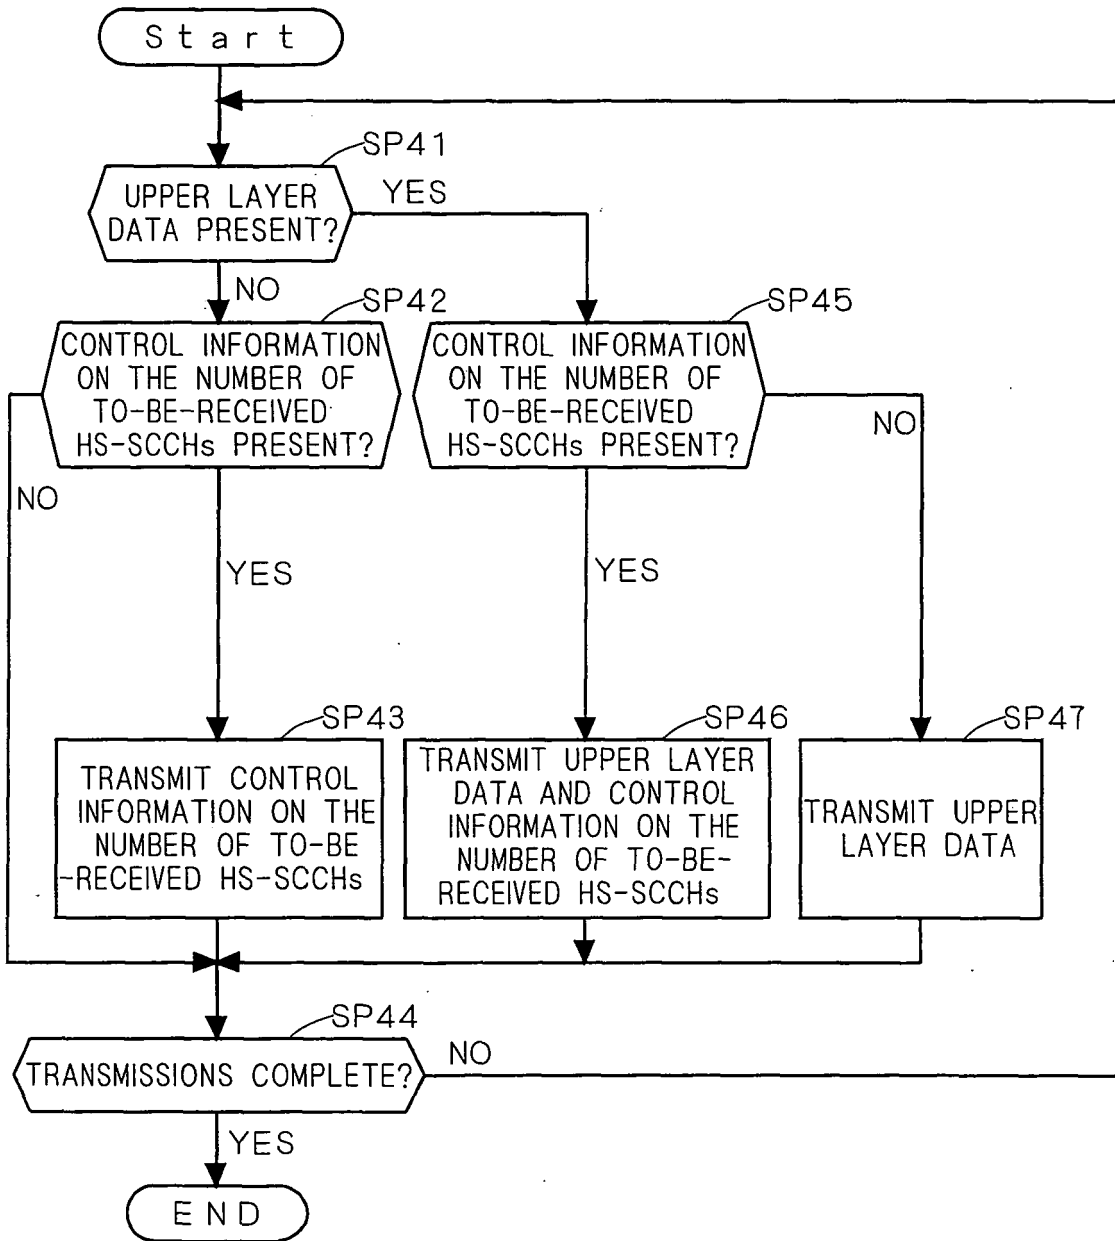 Start
SP41
UPPER LAYER
DATA PRESENT?
YES
NO
SP42
CONTROL INFORMATION
ON THE NUMBER OF
TO-BE-RECEIVED
HS-SCCHs PRESENT?
SP45
CONTROL INFORMATION
ON THE NUMBER OF
TO-BE-RECEIVED
HS-SCCHs PRESENT?
NO
NO
YES
YES
SP43
TRANSMIT CONTROL
INFORMATION ON THE
NUMBER OF TO-BE
-RECEIVED HS-SCCHs
SP46
TRANSMIT UPPER LAYER
DATA AND CONTROL
INFORMATION ON THE
NUMBER OF TO-BE-
RECEIVED HS-SCCHs
SP47
TRANSMIT UPPER
LAYER DATA
SP44
TRANSMISSIONS COMPLETE?
NO
YES
END